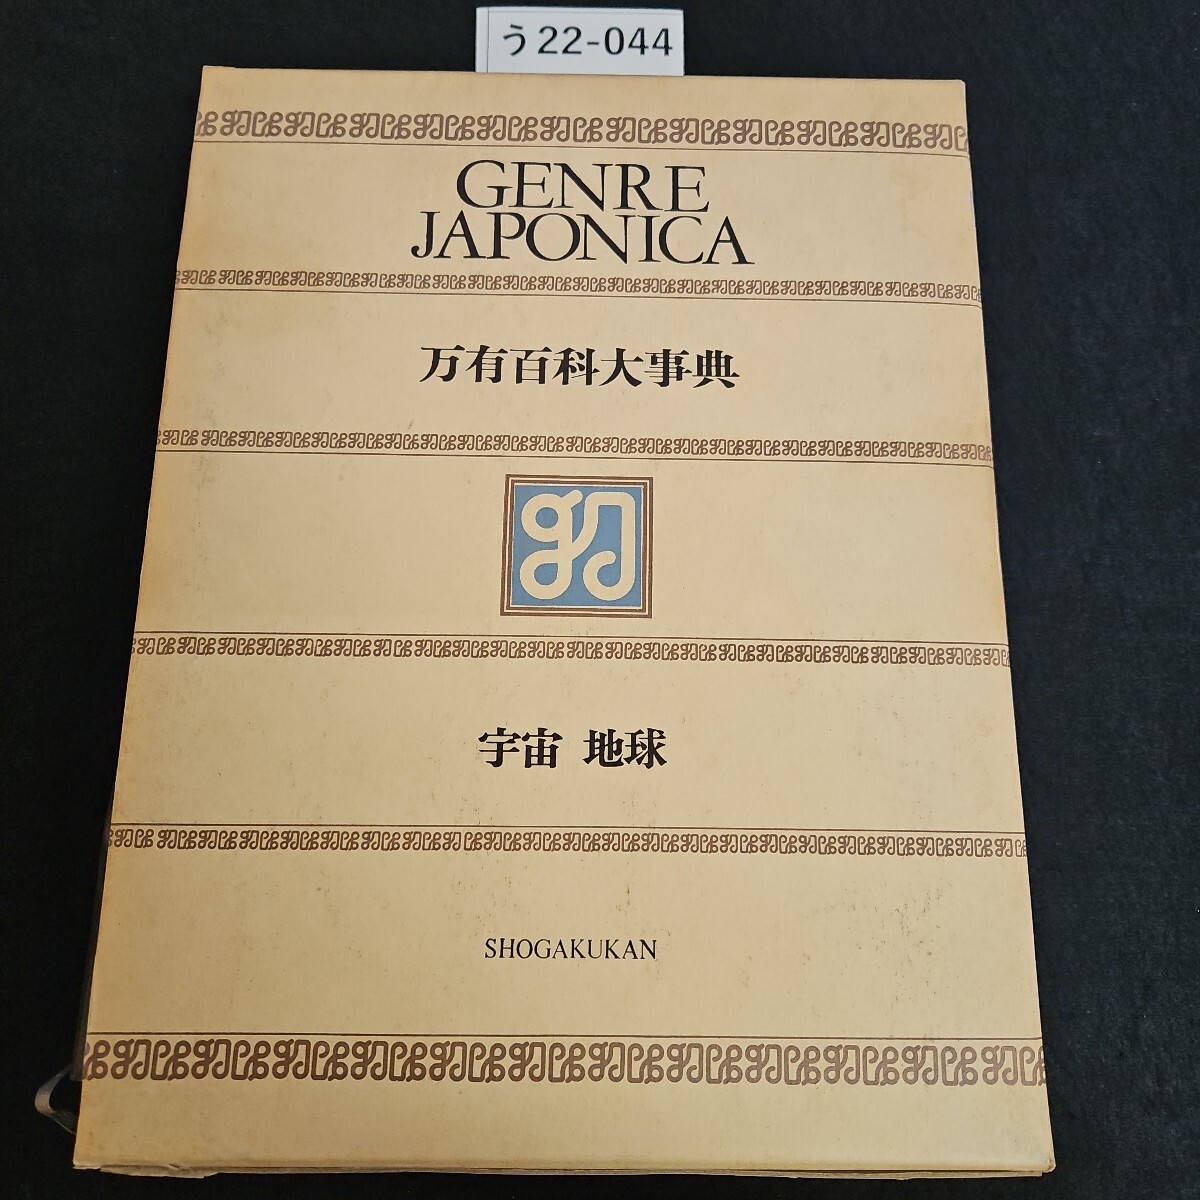 う22-044
GENRE
JAPONICA
万有百科大事典
宇宙 地球
SHOGAKUKAN